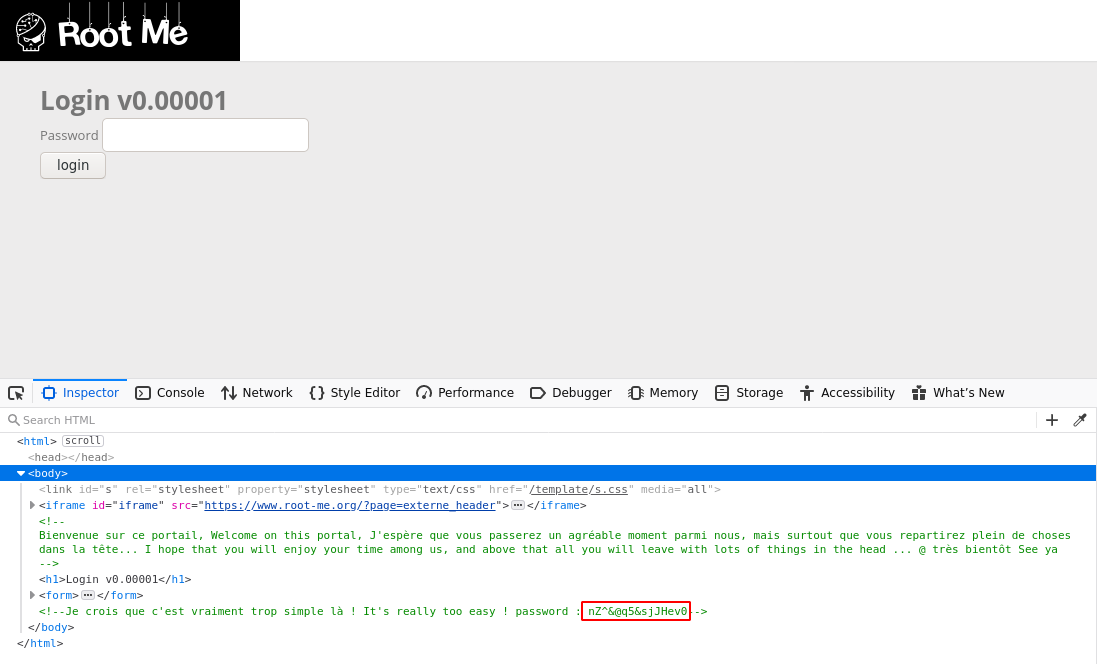 Root Me
Login v0.00001
Password
login
Inspector Console Network Style Editor Performance Debugger Memory Storage Accessibility What's New
Search HTML
<html> scroll
<head></head>
<body>
<link id="s" rel="stylesheet" property="stylesheet" type="text/css" href="/template/s.css" media="all">
<iframe id="iframe" src="https://www.root-me.org/?page=externe_header">⋯</iframe>
<!--
Bienvenue sur ce portail, Welcome on this portal, J'espère que vous passerez un agréable moment parmi nous, mais surtout que vous repartirez plein de choses
dans la tête... I hope that you will enjoy your time among us, and above that all you will leave with lots of things in the head ... @ très bientôt See ya
-->
<h1>Login v0.00001</h1>
<form>⋯</form>
<!--Je crois que c'est vraiment trop simple là ! It's really too easy ! password : nZ^&@q5&sjJHev0-->
</body>
</html>